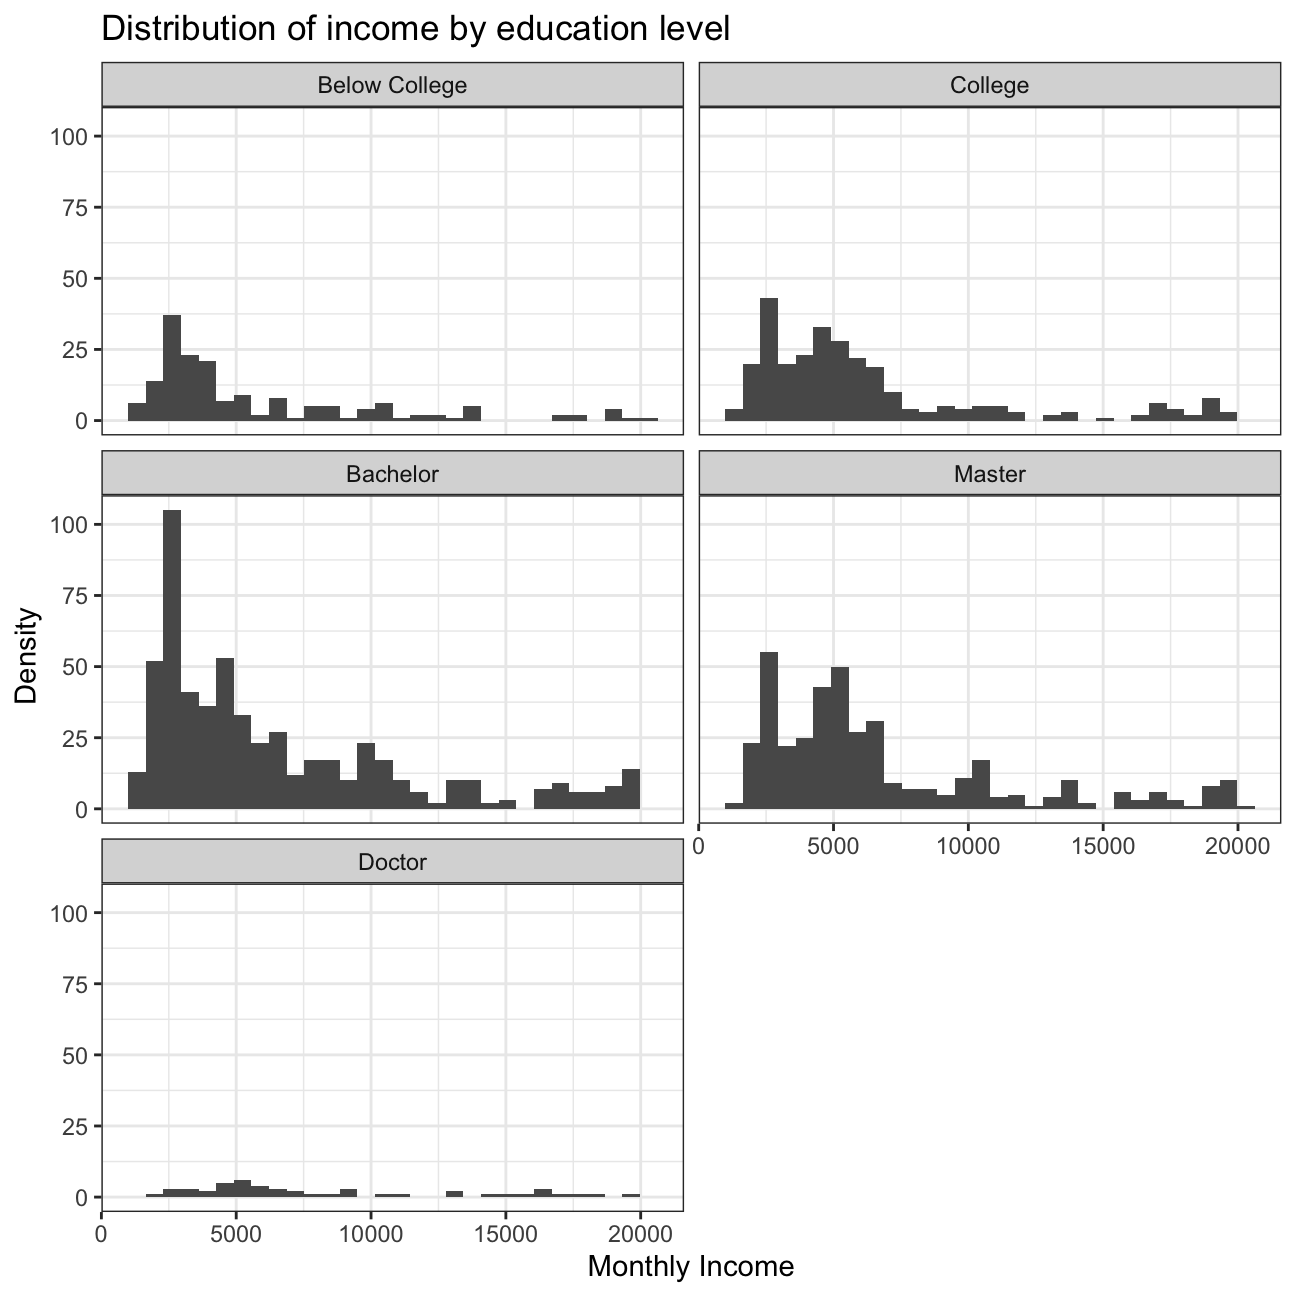 Distribution of income by education level
Below College
College
100
75
50
25
0
Bachelor
Master
100
75
50
25
0
0 5000 10000 15000 20000
Doctor
100
75
50
25
0
0 5000 10000 15000 20000
Density
Monthly Income